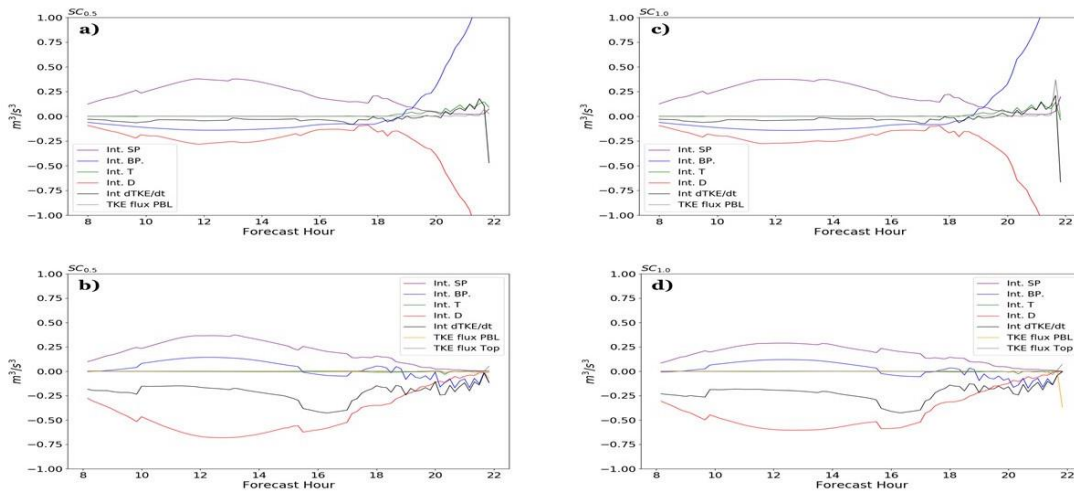 SC0.5
a)
1.00
0.75
0.50
0.25
0.00
−0.25
−0.50
−0.75
−1.00
m³/s³
Int. SP
Int. BP.
Int. T
Int. D
Int dTKE/dt
TKE flux PBL
8 10 12 14 16 18 20 22
Forecast Hour
SC1.0
c)
1.00
0.75
0.50
0.25
0.00
−0.25
−0.50
−0.75
−1.00
m³/s³
Int. SP
Int. BP.
Int. T
Int. D
Int dTKE/dt
TKE flux PBL
8 10 12 14 16 18 20 22
Forecast Hour
SC0.5
b)
1.00
0.75
0.50
0.25
0.00
−0.25
−0.50
−0.75
−1.00
m³/s³
Int. SP
Int. BP.
Int. T
Int. D
Int dTKE/dt
TKE flux PBL
TKE flux Top
8 10 12 14 16 18 20 22
Forecast Hour
SC1.0
d)
1.00
0.75
0.50
0.25
0.00
−0.25
−0.50
−0.75
−1.00
m³/s³
Int. SP
Int. BP.
Int. T
Int. D
Int dTKE/dt
TKE flux PBL
TKE flux Top
8 10 12 14 16 18 20 22
Forecast Hour